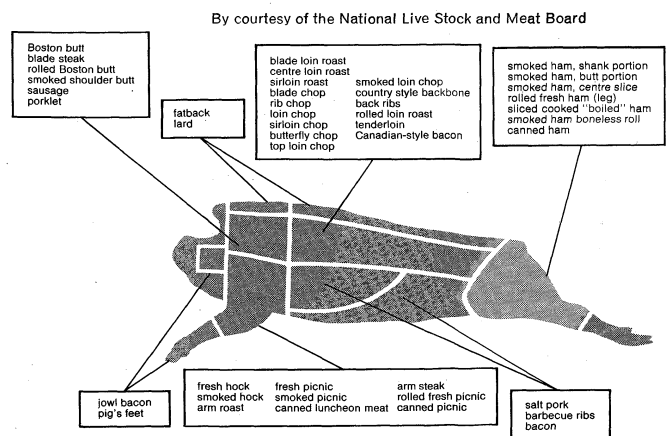 By courtesy of the National Live Stock and Meat Board
Boston butt
blade steak
rolled Boston butt
smoked shoulder butt
sausage
porklet
fatback
lard
blade loin roast
centre loin roast
sirloin roast
blade chop
rib chop
loin chop
sirloin chop
butterfly chop
top loin chop
smoked loin chop
country style backbone
back ribs
rolled loin roast
tenderloin
Canadian-style bacon
smoked ham, shank portion
smoked ham, butt portion
smoked ham, centre slice
rolled fresh ham (leg)
sliced cooked "boiled" ham
smoked ham boneless roll
canned ham
jowl bacon
pig's feet
fresh hock
smoked hock
arm roast
fresh picnic
smoked picnic
canned luncheon meat
arm steak
rolled fresh picnic
canned picnic
salt pork
barbecue ribs
bacon